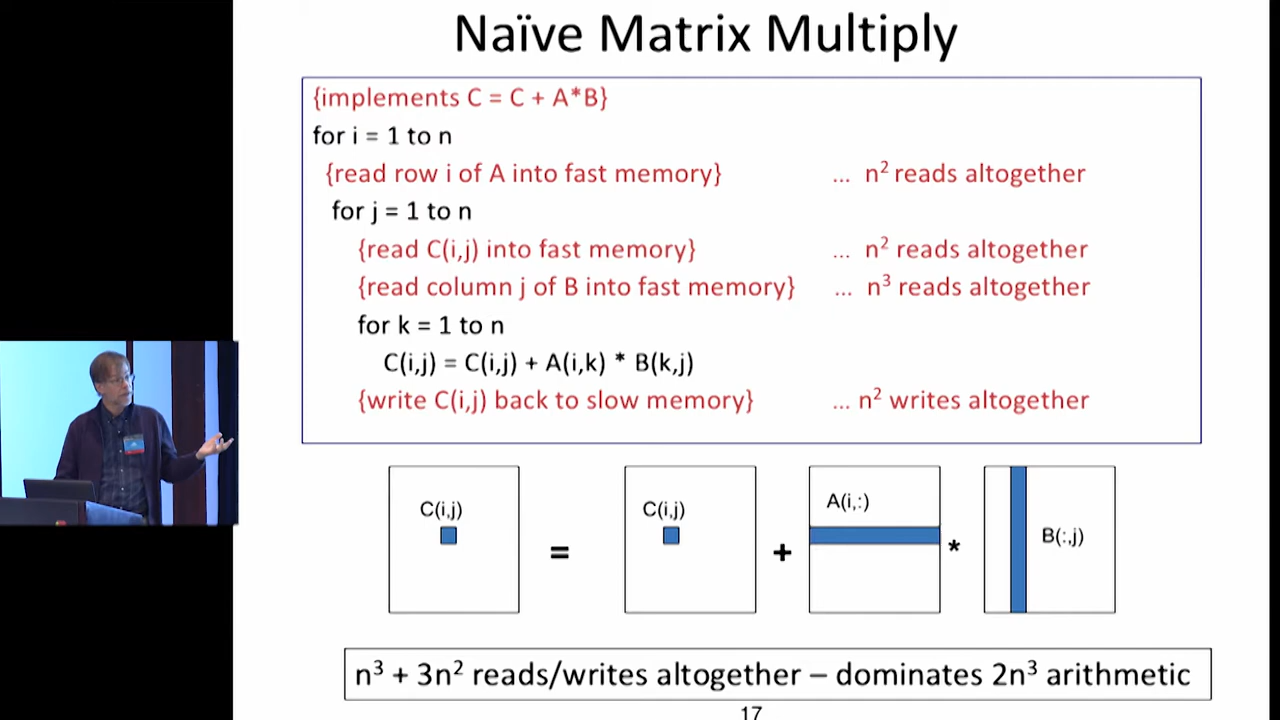 Naïve Matrix Multiply
{implements C = C + A*B}
for i = 1 to n
{read row i of A into fast memory} ... n² reads altogether
for j = 1 to n
{read C(i,j) into fast memory} ... n² reads altogether
{read column j of B into fast memory} ... n³ reads altogether
for k = 1 to n
C(i,j) = C(i,j) + A(i,k) * B(k,j)
{write C(i,j) back to slow memory} ... n² writes altogether
C(i,j) C(i,j) A(i,:) B(:,j)
= + *
n³ + 3n² reads/writes altogether – dominates 2n³ arithmetic
17